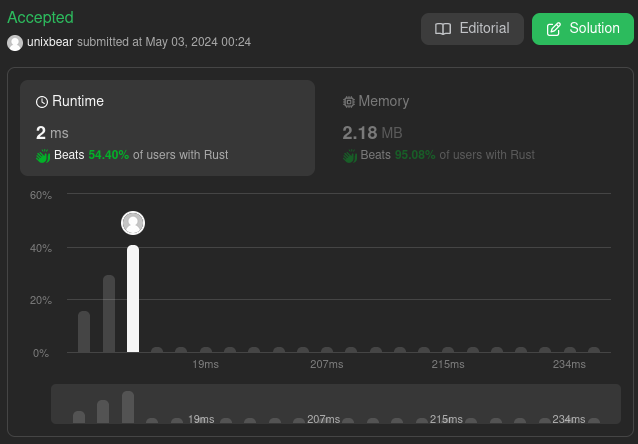 Accepted
Editorial
Solution
unixbear submitted at May 03, 2024 00:24
Runtime
Memory
2 ms
2.18 MB
Beats 54.40% of users with Rust
Beats 95.08% of users with Rust
60%
40%
20%
0%
19ms 207ms 215ms 234ms
19ms 207ms 215ms 234ms